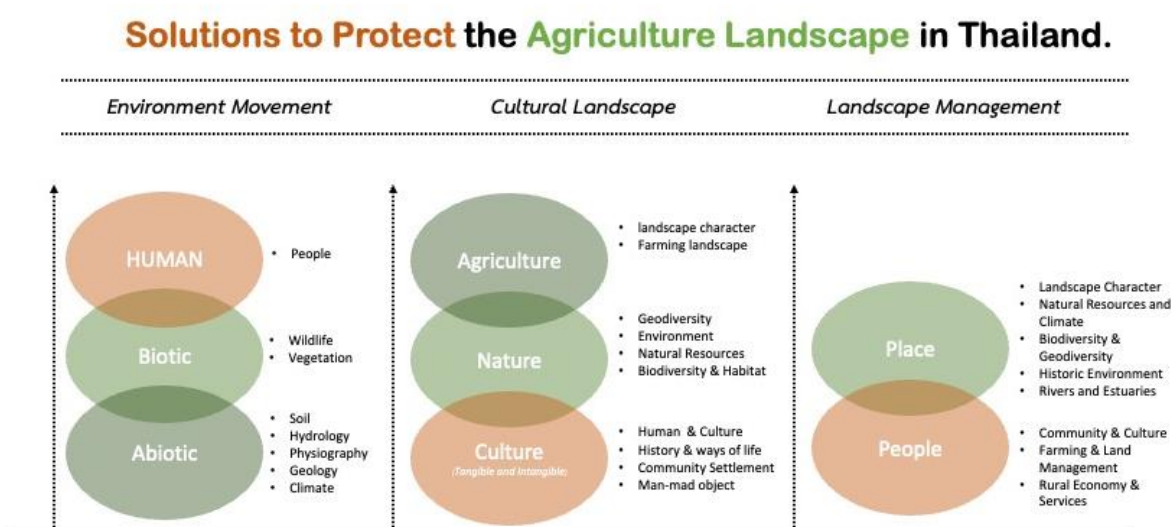 Solutions to Protect the Agriculture Landscape in Thailand.
Environment Movement
Cultural Landscape
Landscape Management
HUMAN
• People
Biotic
• Wildlife
• Vegetation
Abiotic
• Soil
• Hydrology
• Physiography
• Geology
• Climate
Agriculture
• landscape character
• Farming landscape
Nature
• Geodiversity
• Environment
• Natural Resources
• Biodiversity & Habitat
Culture
(Tangible and Intangible)
• Human & Culture
• History & ways of life
• Community Settlement
• Man-mad object
Place
• Landscape Character
• Natural Resources and
Climate
• Biodiversity &
Geodiversity
• Historic Environment
• Rivers and Estuaries
People
• Community & Culture
• Farming & Land
Management
• Rural Economy &
Services